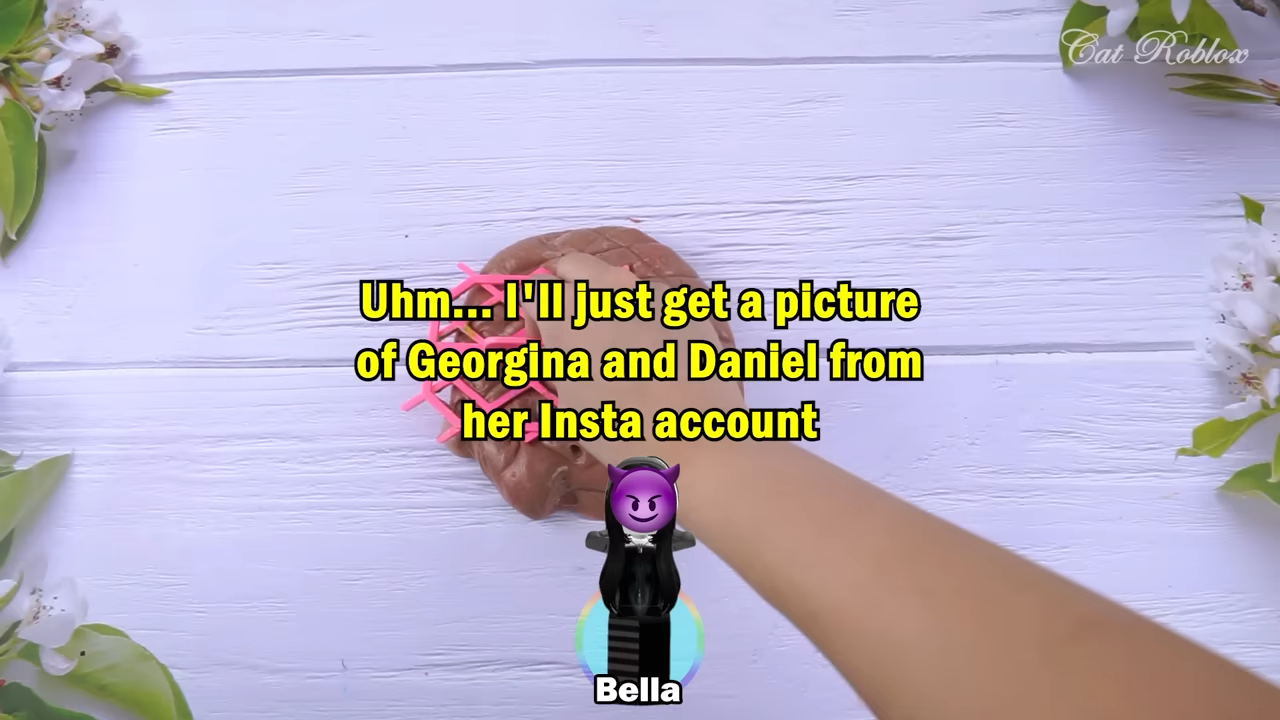 Cat Roblox
Uhm... I'll just get a picture
of Georgina and Daniel from
her Insta account
Bella